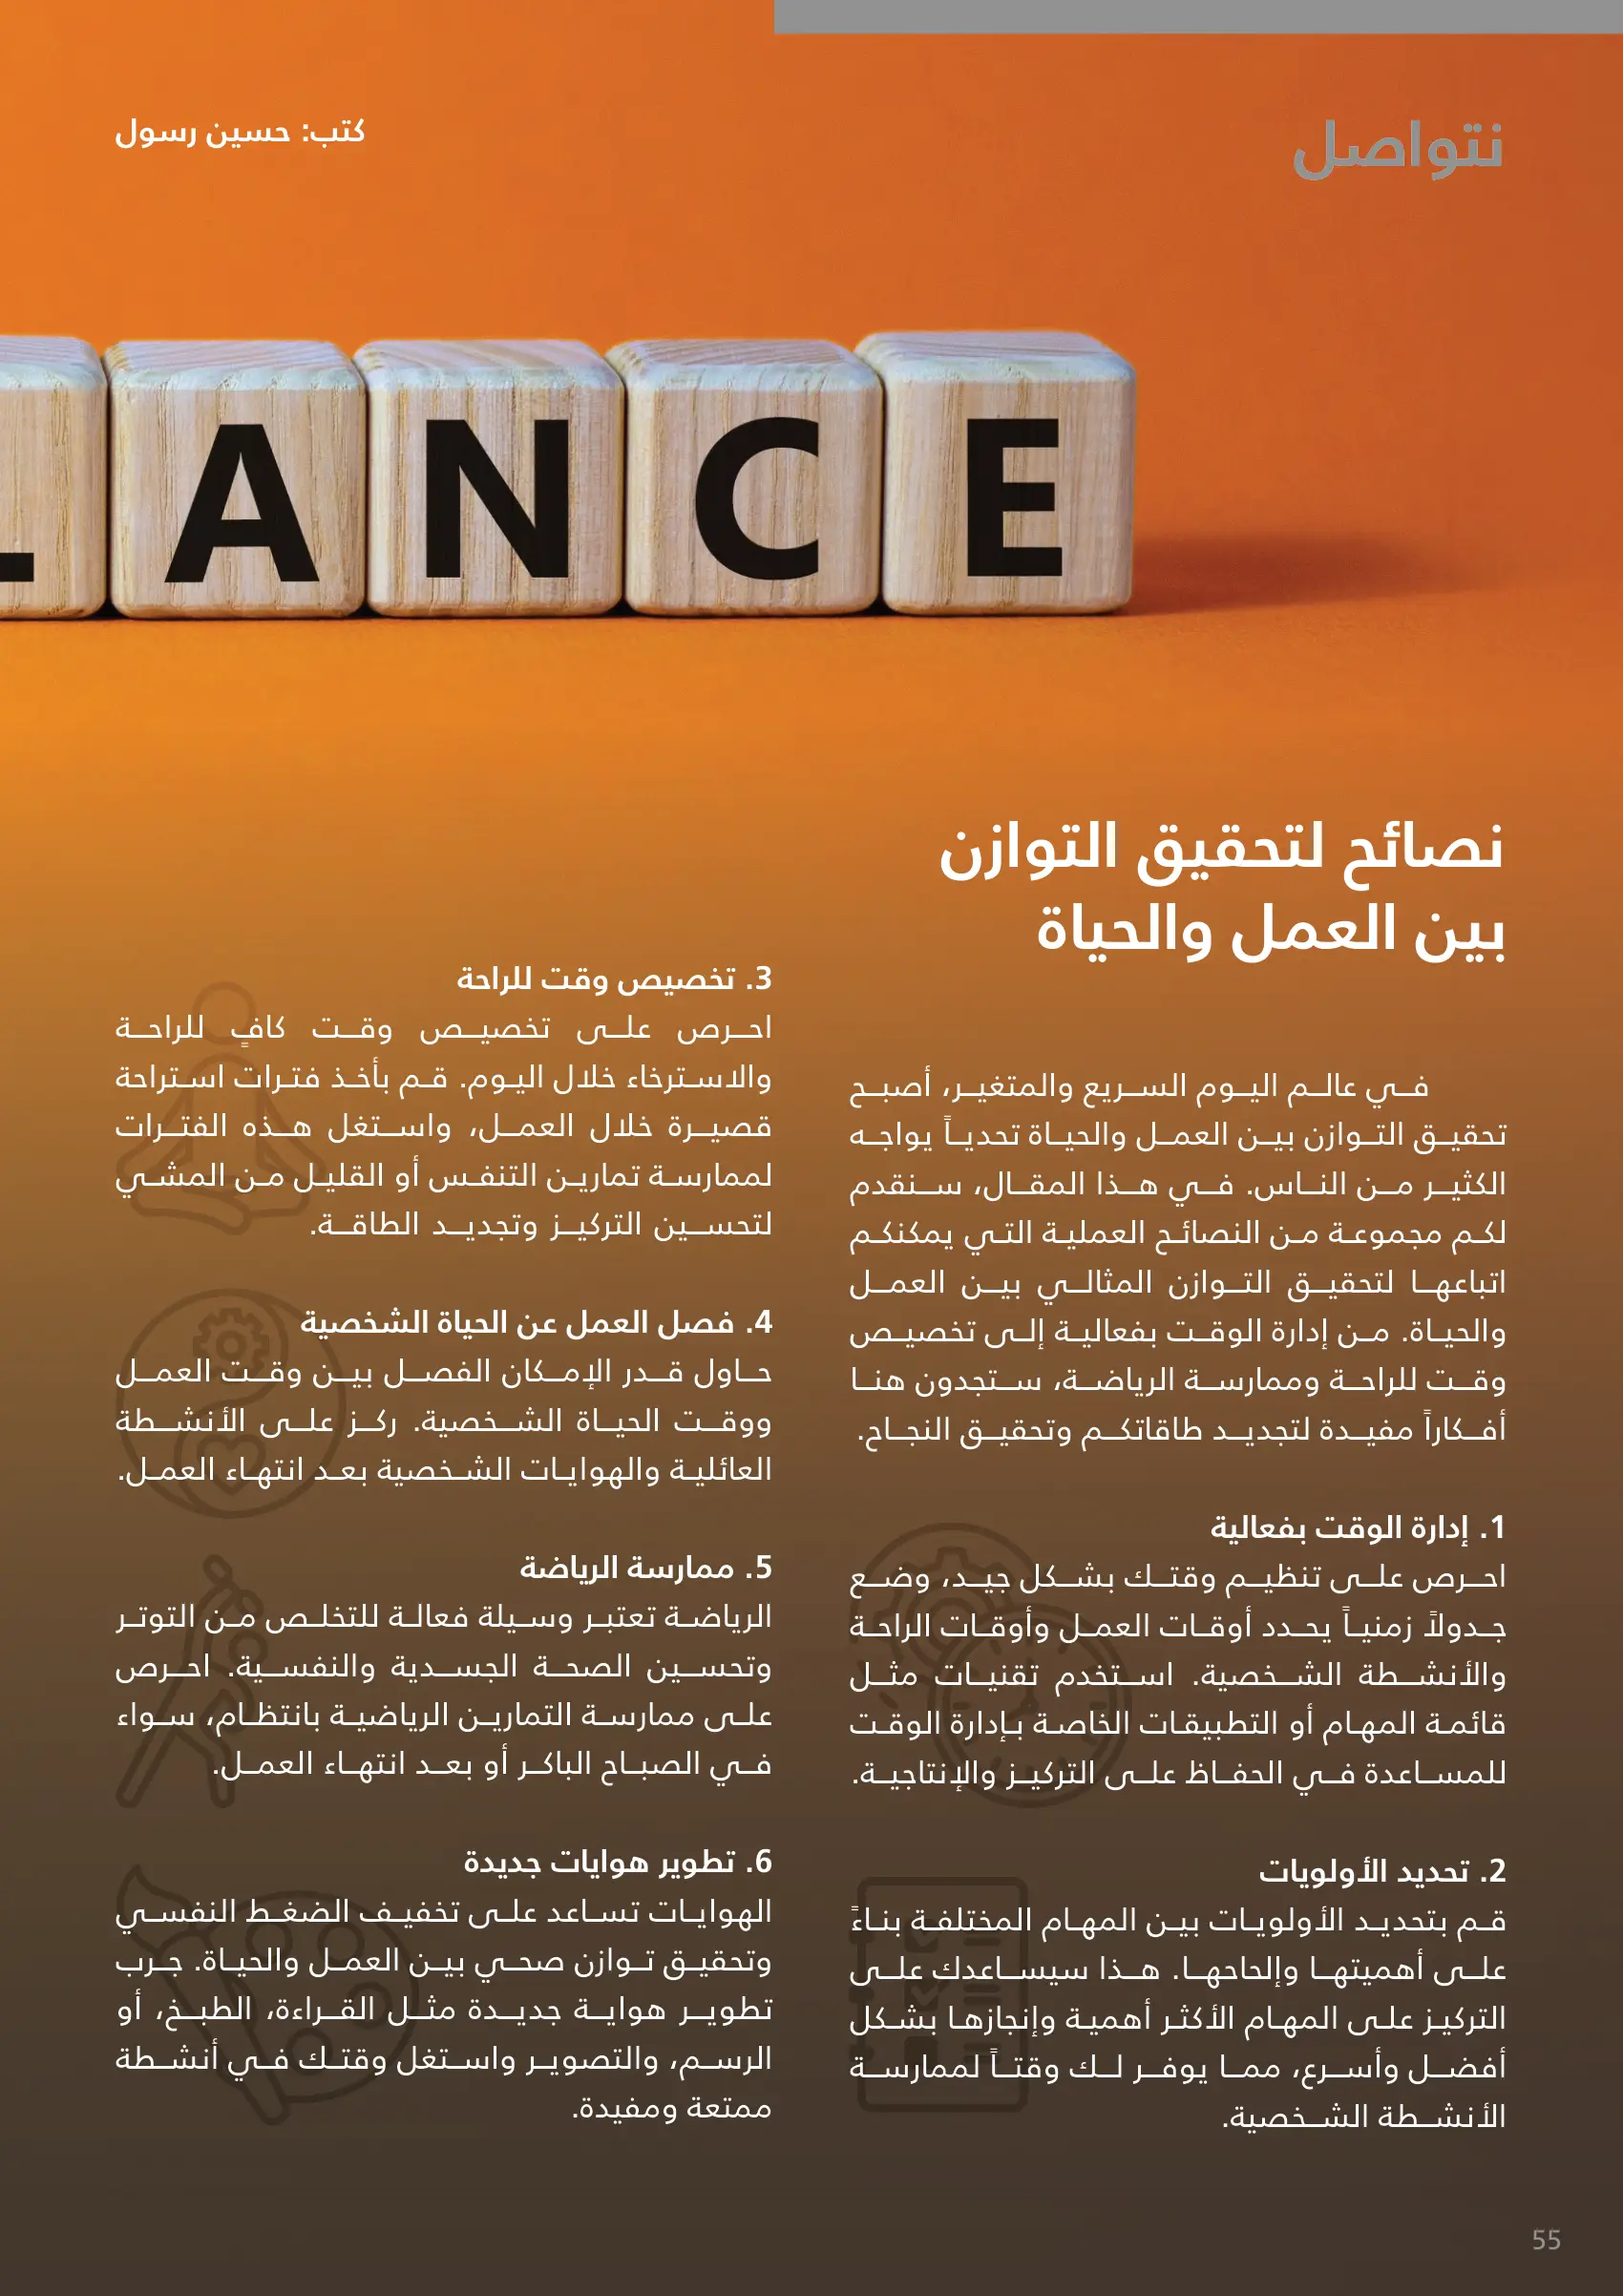 نتواصل
كتب: حسين رسول
LANCE
نصائح لتحقيق التوازن
بين العمل والحياة
في عالم اليوم السريع والمتغير، أصبح
تحقيق التوازن بين العمل والحياة تحدياً يواجه
الكثير من الناس. في هذا المقال، سنقدم
لكم مجموعة من النصائح العملية التي يمكنكم
اتباعها لتحقيق التوازن المثالي بين العمل
والحياة. من إدارة الوقت بفعالية إلى تخصيص
وقت للراحة وممارسة الرياضة، ستجدون هنا
أفكاراً مفيدة لتجديد طاقاتكم وتحقيق النجاح.
1. إدارة الوقت بفعالية
احرص على تنظيم وقتك بشكل جيد، وضع
جدولاً زمنياً يحدد أوقات العمل وأوقات الراحة
والأنشطة الشخصية. استخدم تقنيات مثل
قائمة المهام أو التطبيقات الخاصة بإدارة الوقت
للمساعدة في الحفاظ على التركيز والإنتاجية.
2. تحديد الأولويات
قم بتحديد الأولويات بين المهام المختلفة بناءً
على أهميتها وإلحاحها. هذا سيساعدك على
التركيز على المهام الأكثر أهمية وإنجازها بشكل
أفضل وأسرع، مما يوفر لك وقتاً لممارسة
الأنشطة الشخصية.
3. تخصيص وقت للراحة
احرص على تخصيص وقت كافٍ للراحة
والاسترخاء خلال اليوم. قم بأخذ فترات استراحة
قصيرة خلال العمل، واستغل هذه الفترات
لممارسة تمارين التنفس أو القليل من المشي
لتحسين التركيز وتجديد الطاقة.
4. فصل العمل عن الحياة الشخصية
حاول قدر الإمكان الفصل بين وقت العمل
ووقت الحياة الشخصية. ركز على الأنشطة
العائلية والهوايات الشخصية بعد انتهاء العمل.
5. ممارسة الرياضة
الرياضة تعتبر وسيلة فعالة للتخلص من التوتر
وتحسين الصحة الجسدية والنفسية. احرص
على ممارسة التمارين الرياضية بانتظام، سواء
في الصباح الباكر أو بعد انتهاء العمل.
6. تطوير هوايات جديدة
الهوايات تساعد على تخفيف الضغط النفسي
وتحقيق توازن صحي بين العمل والحياة. جرب
تطوير هواية جديدة مثل القراءة، الطبخ، أو
الرسم، والتصوير واستغل وقتك في أنشطة
ممتعة ومفيدة.
55